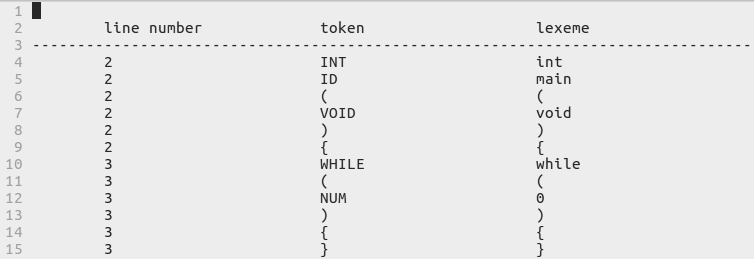 1
2 line number token lexeme
3 --------------------------------------------------------------------------------
4 2 INT int
5 2 ID main
6 2 ( (
7 2 VOID void
8 2 ) )
9 2 { {
10 3 WHILE while
11 3 ( (
12 3 NUM 0
13 3 ) )
14 3 { {
15 3 } }